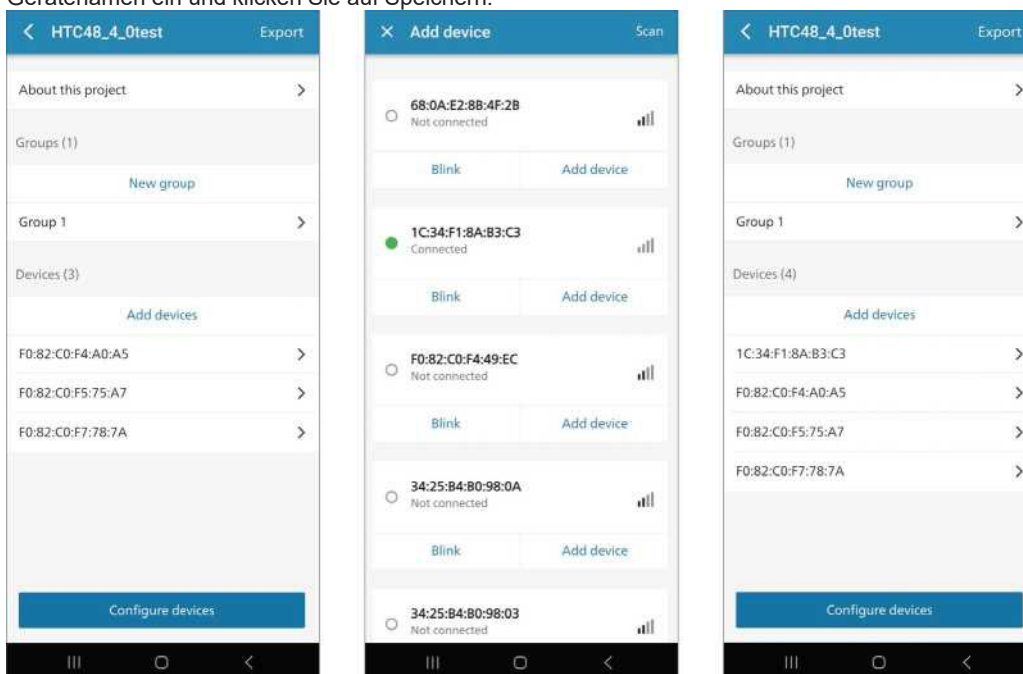 Gerätenamen ein und klicken Sie auf Speichern.
HTC48_4_0test Export
About this project
Groups (1)
New group
Group 1
Devices (3)
Add devices
F0:82:C0:F4:A0:A5
F0:82:C0:F5:75:A7
F0:82:C0:F7:78:7A
Configure devices
Add device Scan
68:0A:E2:8B:4F:2B
Not connected
Blink Add device
1C:34:F1:8A:B3:C3
Connected
Blink Add device
F0:82:C0:F4:49:EC
Not connected
Blink Add device
34:25:B4:B0:98:0A
Not connected
Blink Add device
34:25:B4:B0:98:03
Not connected
HTC48_4_0test Export
About this project
Groups (1)
New group
Group 1
Devices (4)
Add devices
1C:34:F1:8A:B3:C3
F0:82:C0:F4:A0:A5
F0:82:C0:F5:75:A7
F0:82:C0:F7:78:7A
Configure devices